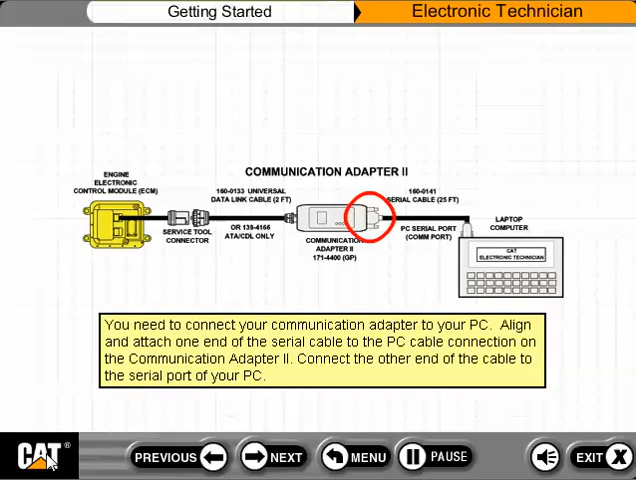 Getting Started
Electronic Technician
COMMUNICATION ADAPTER II
ENGINE
ELECTRONIC
CONTROL MODULE (ECM)
160-0133 UNIVERSAL
DATA LINK CABLE (2 FT)
160-0141
SERIAL CABLE (25 FT)
SERVICE TOOL
CONNECTOR
OR 139-4166
ATA/CDL ONLY
COMMUNICATION
ADAPTER II
171-4400 (GP)
PC SERIAL PORT
(COMM PORT)
LAPTOP
COMPUTER
CAT
ELECTRONIC TECHNICIAN
You need to connect your communication adapter to your PC. Align
and attach one end of the serial cable to the PC cable connection on
the Communication Adapter II. Connect the other end of the cable to
the serial port of your PC.
CAT®
PREVIOUS
NEXT
MENU
PAUSE
EXIT X